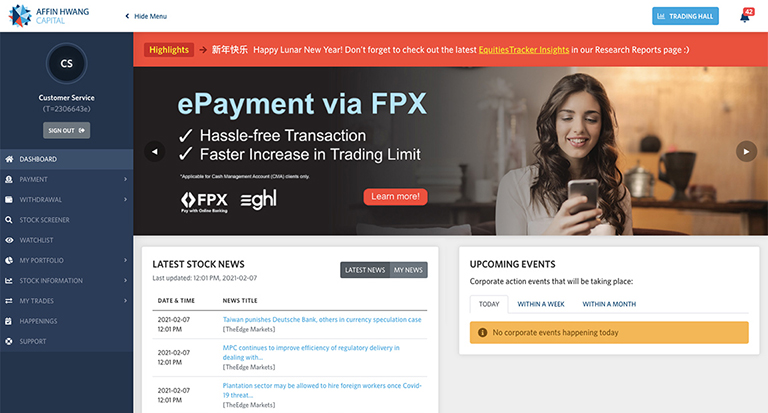 AFFIN HWANG
CAPITAL
Hide Menu
TRADING HALL
42
CS
Customer Service
(T=2306643e)
SIGN OUT
DASHBOARD
PAYMENT
WITHDRAWAL
STOCK SCREENER
WATCHLIST
MY PORTFOLIO
STOCK INFORMATION
MY TRADES
HAPPENINGS
SUPPORT
Highlights → 新年快乐 Happy Lunar New Year! Don't forget to check out the latest EquitiesTracker Insights in our Research Reports page :)
ePayment via FPX
✓ Hassle-free Transaction
✓ Faster Increase in Trading Limit
*Applicable for Cash Management Account (CMA) clients only.
FPX
Pay with Online Banking
eghl
Learn more!
LATEST STOCK NEWS
Last updated: 12:01 PM, 2021-02-07
LATEST NEWS MY NEWS
DATE & TIME NEWS TITLE
2021-02-07
12:01 PM
Taiwan punishes Deutsche Bank, others in currency speculation case
[TheEdge Markets]
2021-02-07
12:01 PM
MPC continues to improve efficiency of regulatory delivery in
dealing with...
[TheEdge Markets]
2021-02-07
12:01 PM
Plantation sector may be allowed to hire foreign workers once Covid-
19 threat...
[TheEdge Markets]
UPCOMING EVENTS
Corporate action events that will be taking place:
TODAY WITHIN A WEEK WITHIN A MONTH
No corporate events happening today